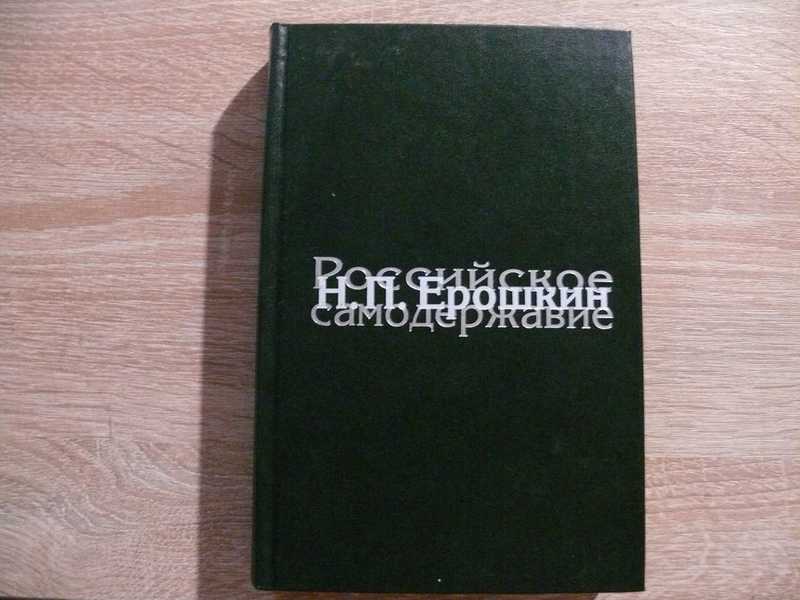 Российское
Н.П. Ерошкин
самодержавие